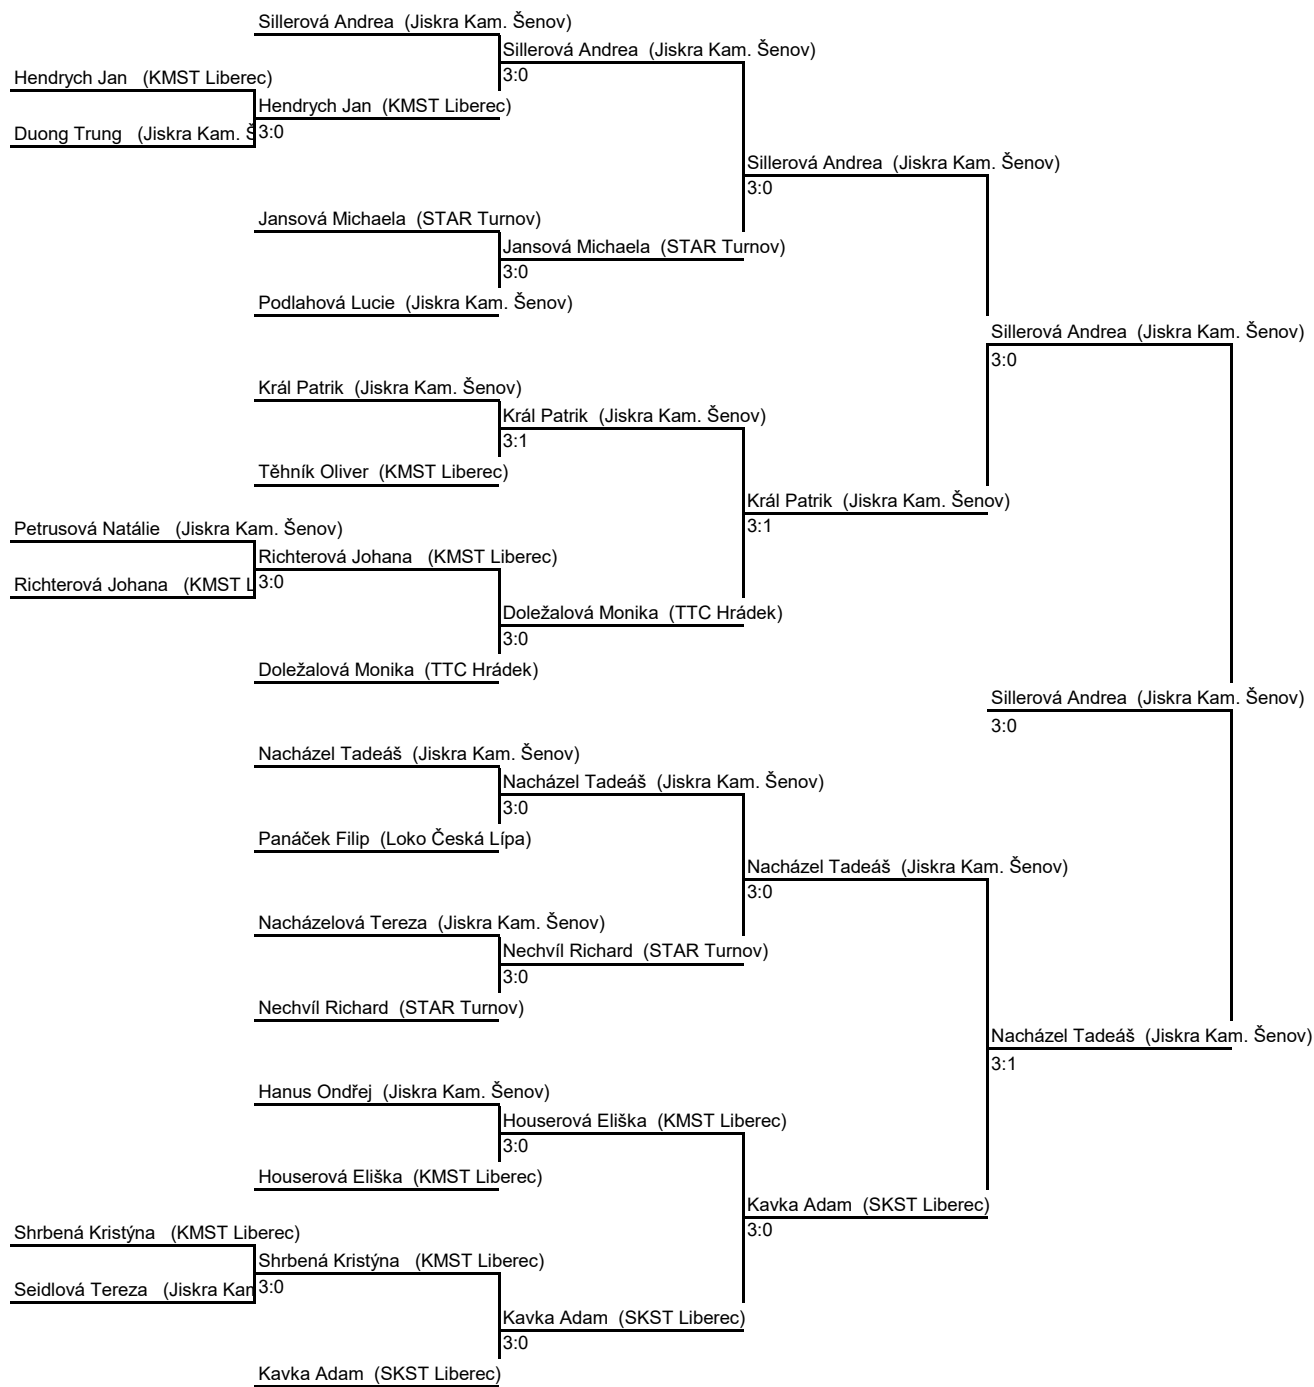 Sillerová Andrea (Jiskra Kam. Šenov)
Sillerová Andrea (Jiskra Kam. Šenov)
3:0
Hendrych Jan (KMST Liberec)
Hendrych Jan (KMST Liberec)
Duong Trung (Jiskra Kam. Š
3:0
Sillerová Andrea (Jiskra Kam. Šenov)
3:0
Jansová Michaela (STAR Turnov)
Jansová Michaela (STAR Turnov)
3:0
Podlahová Lucie (Jiskra Kam. Šenov)
Sillerová Andrea (Jiskra Kam. Šenov)
3:0
Král Patrik (Jiskra Kam. Šenov)
Král Patrik (Jiskra Kam. Šenov)
3:1
Těhník Oliver (KMST Liberec)
Král Patrik (Jiskra Kam. Šenov)
3:1
Petrusová Natálie (Jiskra Kam. Šenov)
Richterová Johana (KMST Liberec)
Richterová Johana (KMST L
3:0
Doležalová Monika (TTC Hrádek)
3:0
Doležalová Monika (TTC Hrádek)
Sillerová Andrea (Jiskra Kam. Šenov)
3:0
Nacházel Tadeáš (Jiskra Kam. Šenov)
Nacházel Tadeáš (Jiskra Kam. Šenov)
3:0
Panáček Filip (Loko Česká Lípa)
Nacházel Tadeáš (Jiskra Kam. Šenov)
3:0
Nacházelová Tereza (Jiskra Kam. Šenov)
Nechvíl Richard (STAR Turnov)
3:0
Nechvíl Richard (STAR Turnov)
Nacházel Tadeáš (Jiskra Kam. Šenov)
3:1
Hanus Ondřej (Jiskra Kam. Šenov)
Houserová Eliška (KMST Liberec)
3:0
Houserová Eliška (KMST Liberec)
Kavka Adam (SKST Liberec)
3:0
Shrbená Kristýna (KMST Liberec)
Shrbená Kristýna (KMST Liberec)
Seidlová Tereza (Jiskra Kan
3:0
Kavka Adam (SKST Liberec)
3:0
Kavka Adam (SKST Liberec)